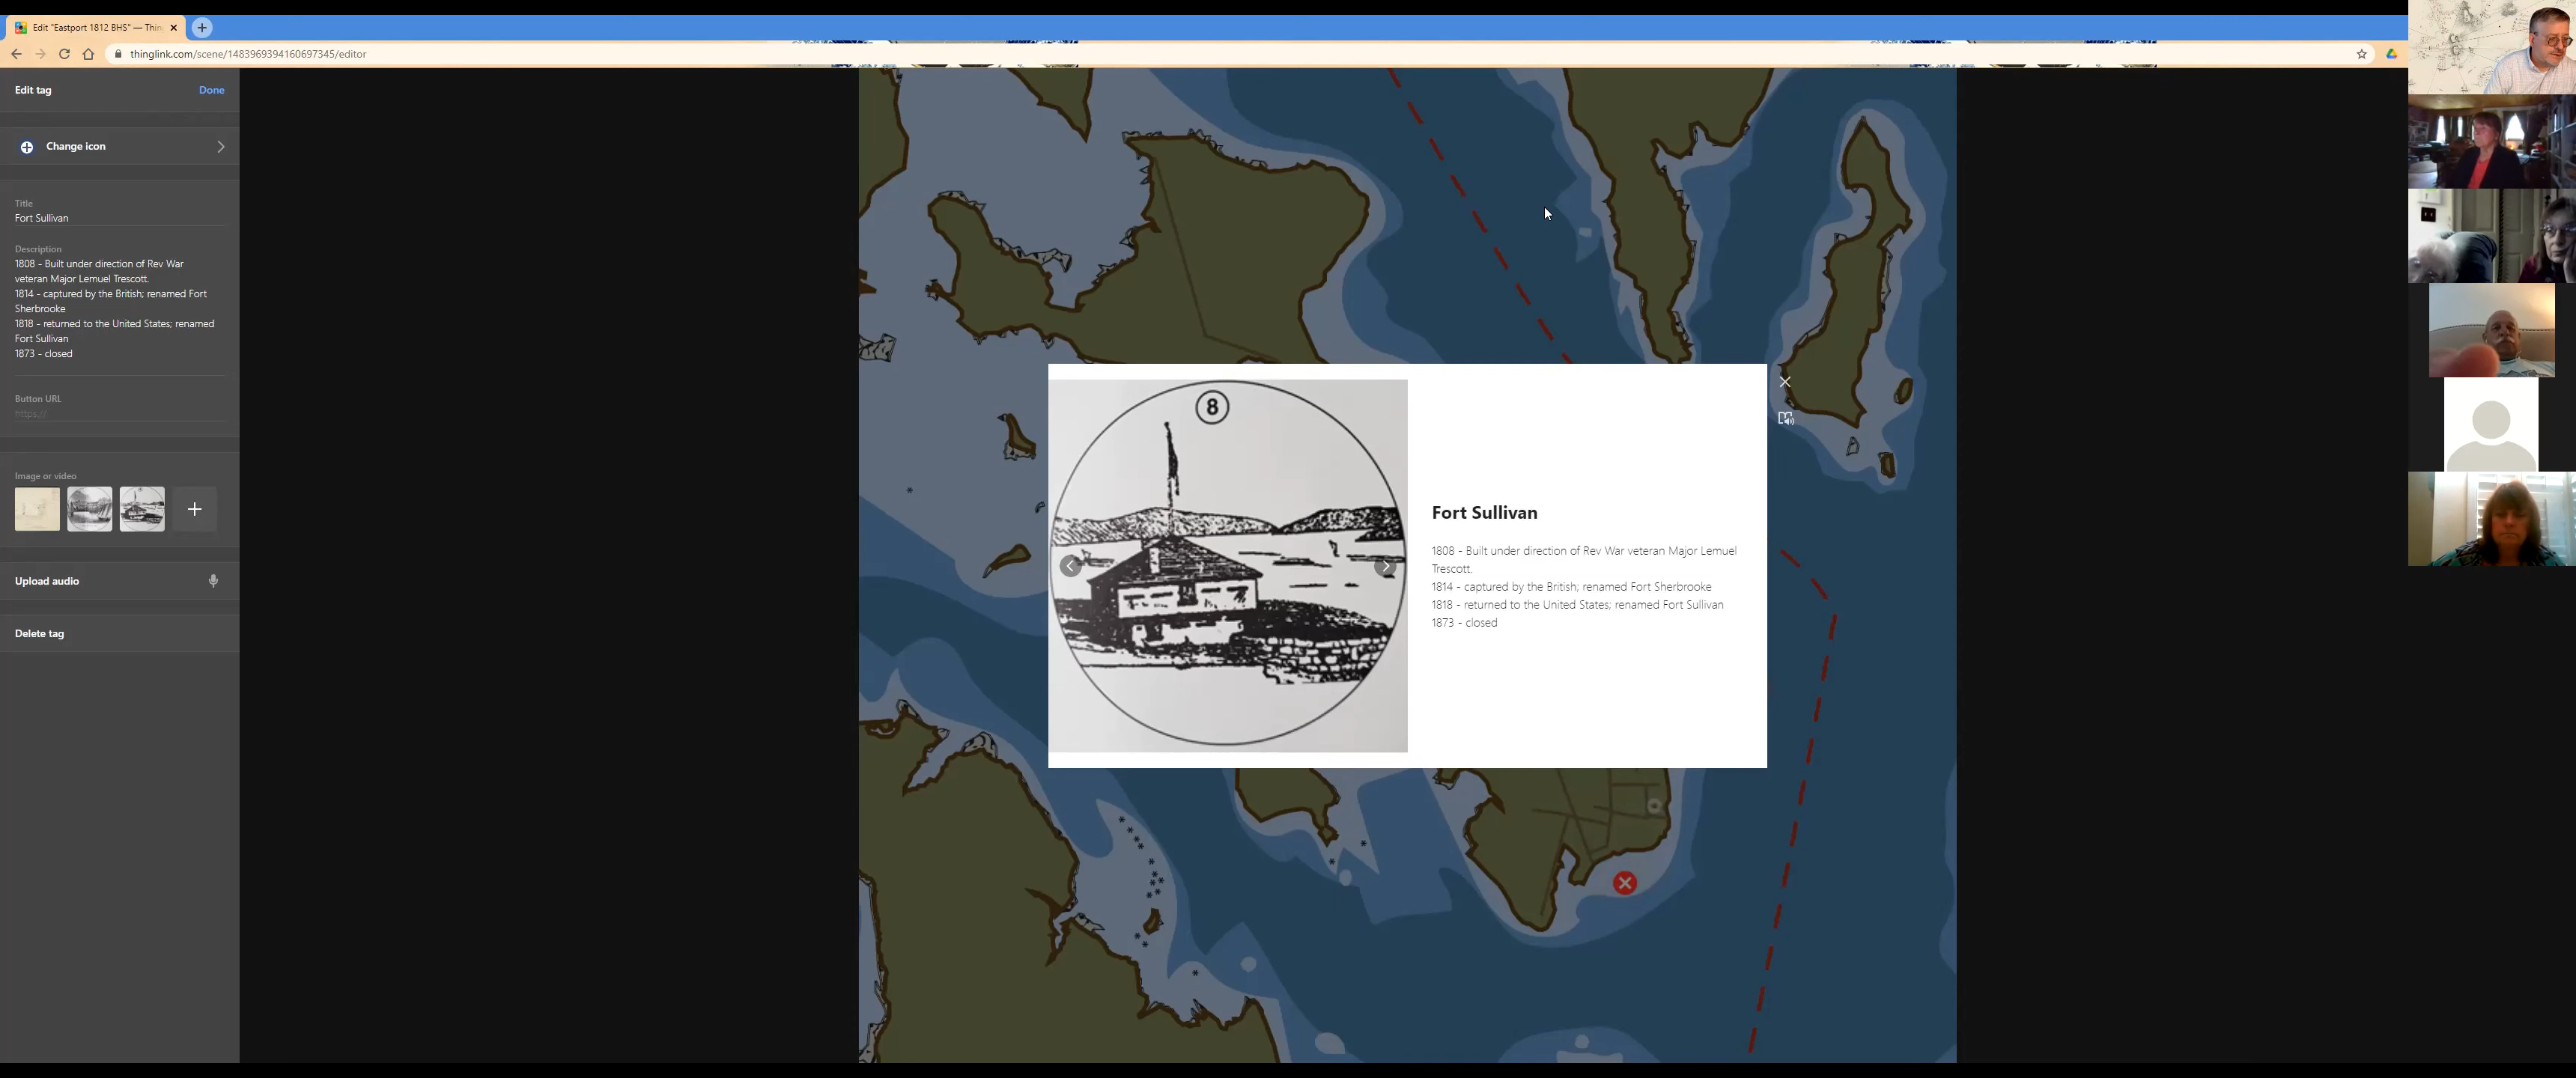 Edit "Eastport 1812 BHS" — Thin
thinglink.com/scene/1483969394160697345/editor
Edit tag
Done
Change icon
Title
Fort Sullivan
Description
1808 - Built under direction of Rev War
veteran Major Lemuel Trescott.
1814 - captured by the British; renamed Fort
Sherbrooke
1818 - returned to the United States; renamed
Fort Sullivan
1873 - closed
Button URL
https://
Image or video
Upload audio
Delete tag
8
Fort Sullivan
1808 - Built under direction of Rev War veteran Major Lemuel
Trescott.
1814 - captured by the British; renamed Fort Sherbrooke
1818 - returned to the United States; renamed Fort Sullivan
1873 - closed